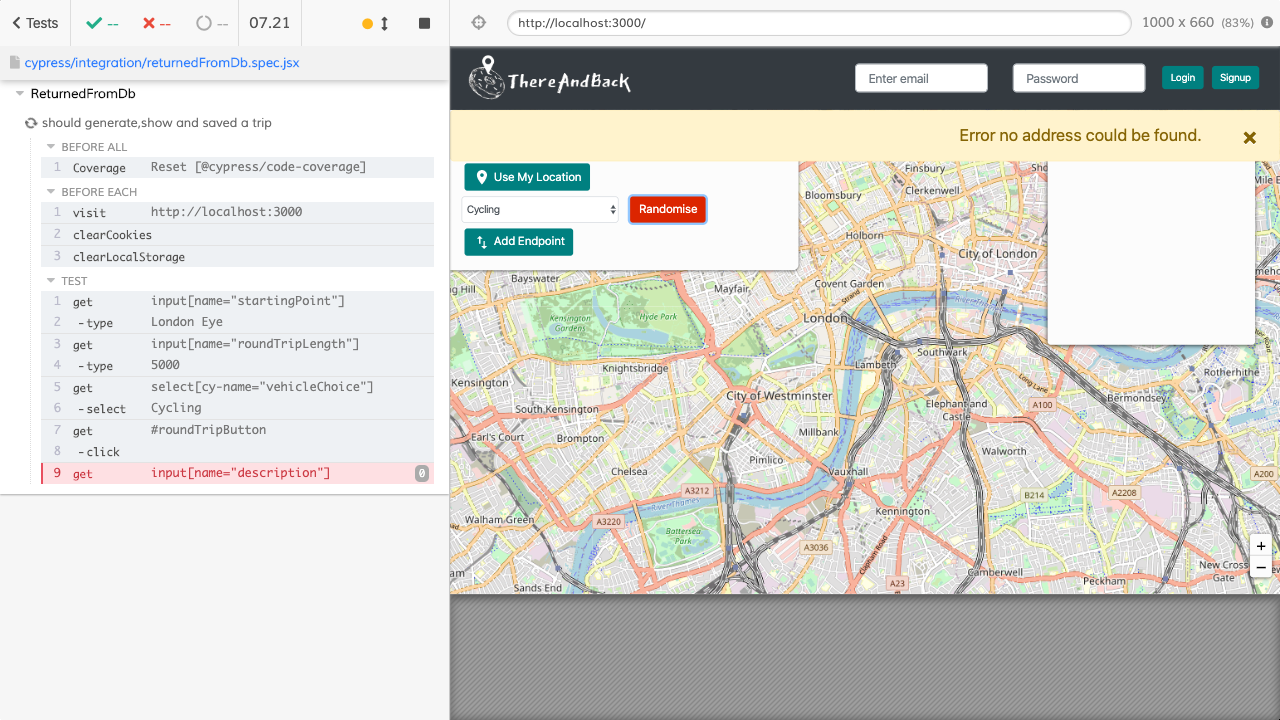 Tests
--
--
--
07.21
http://localhost:3000/
1000 x 660 (83%)
cypress/integration/returnedFromDb.spec.jsx
ReturnedFromDb
should generate,show and saved a trip
BEFORE ALL
1 Coverage Reset [@cypress/code-coverage]
BEFORE EACH
1 visit http://localhost:3000
2 clearCookies
3 clearLocalStorage
TEST
1 get input[name="startingPoint"]
2 -type London Eye
3 get input[name="roundTripLength"]
4 -type 5000
5 get select[cy-name="vehicleChoice"]
6 -select Cycling
7 get #roundTripButton
8 -click
9 get input[name="description"] 0
ThereAndBack
Enter email
Password
Login
Signup
Error no address could be found.
Use My Location
Cycling
Randomise
Add Endpoint
Finsbury
Clerkenwell
Bloomsbury
Holborn
City of London
Covent Garden
Strand
Bayswater
Mayfair
Hyde Park
Kensington
Gardens
London
Southwark
Knightsbridge
Lambeth
Long Lane
Rotherhithe
Kensington
City of Westminster
Bermondsey
South Kensington
Elephant and
Castle
A100
Earl's Court
Brompton
Millbank
Walworth
Chelsea
Pimlico
Vauxhall
A200
A3212
B214
A2208
Kennington
Walham Green
A3220
River Thames
Battersea
Park
A3036
Clapham Road
Camberwell
Peckham
New Cross
Gate
Sands End
A23
+
−